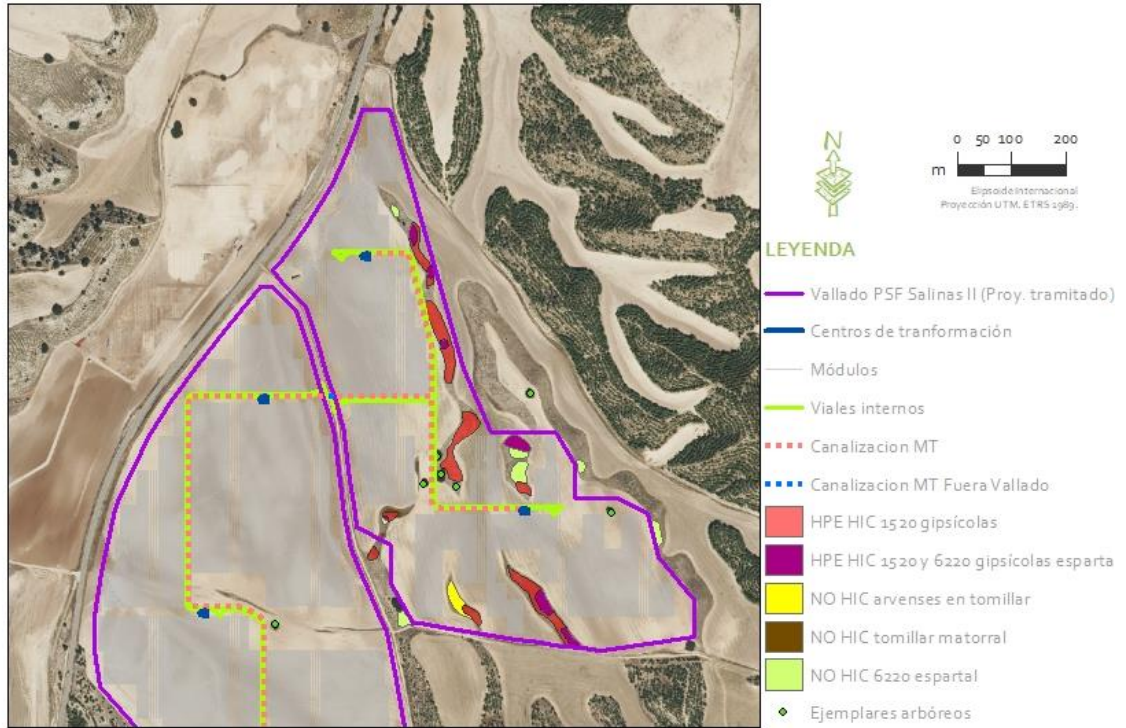 N
0 50 100 200
m
Elipsoide Internacional
Proyección UTM. ETRS 1989.
LEYENDA
Vallado PSF Salinas II (Proy. tramitado)
Centros de tranformación
Módulos
Viales internos
Canalizacion MT
Canalizacion MT Fuera Vallado
HPE HIC 1520 gipsícolas
HPE HIC 1520 y 6220 gipsícolas esparta
NO HIC arvenses en tomillar
NO HIC tomillar matorral
NO HIC 6220 espartal
Ejemplares arbóreos